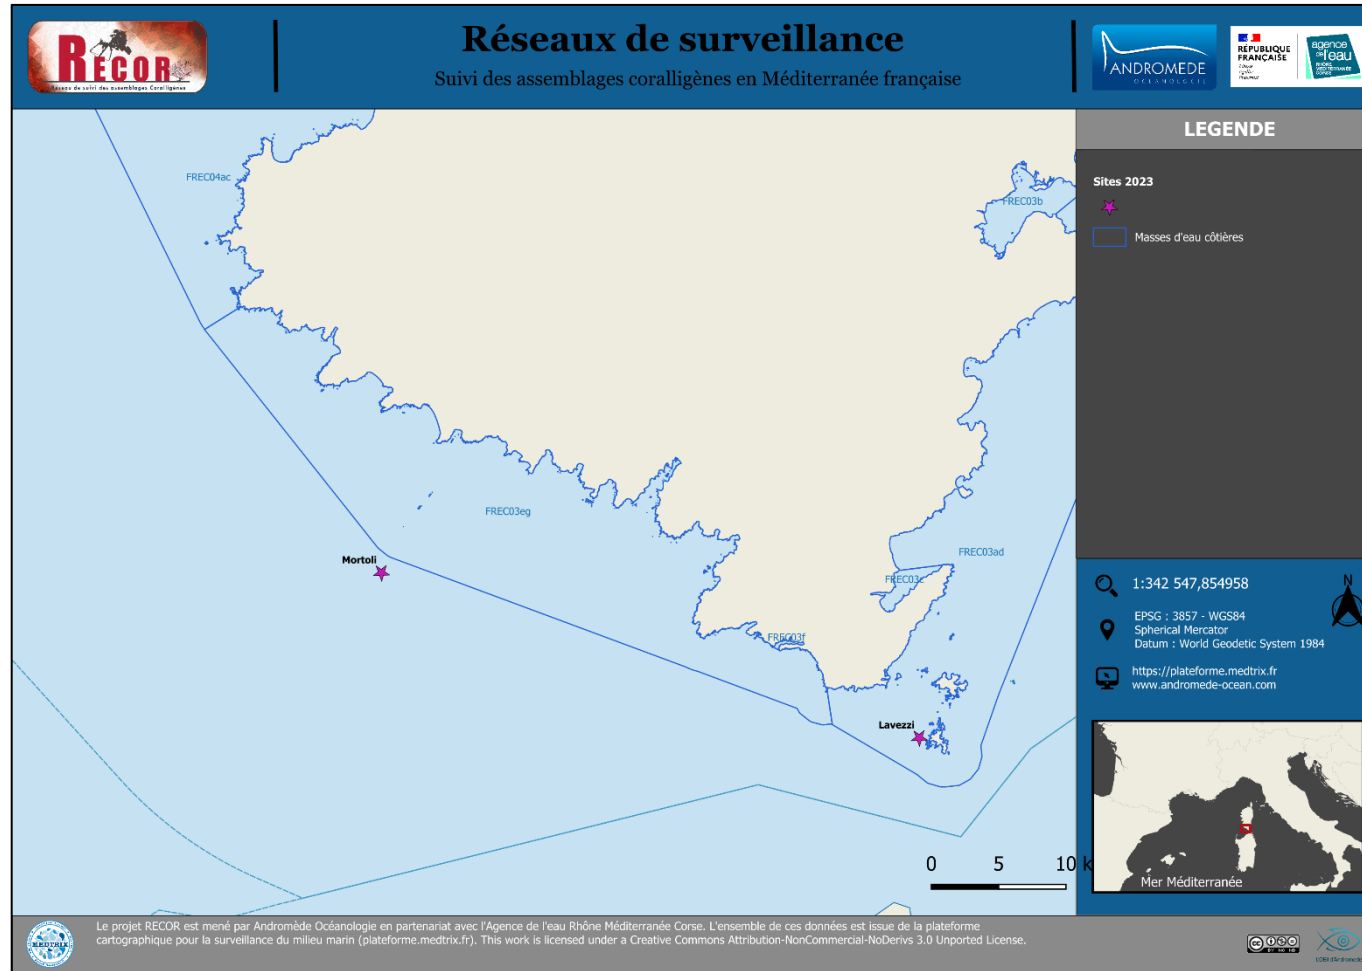 RECOR
Réseau de suivi des assemblages Coralligènes
Réseaux de surveillance
Suivi des assemblages coralligènes en Méditerranée française
ANDROMEDE
OCEANOLOGIE
RÉPUBLIQUE
FRANÇAISE
agence
de l'eau
LEGENDE
Sites 2023
Masses d'eau côtières
FREC04ac
FREC03b
FREC03eg
FREC03ad
FREC03c
FREC03f
Mortoli
Lavezzi
0 5 10 k
1:342 547,854958
N
EPSG : 3857 - WGS84
Spherical Mercator
Datum : World Geodetic System 1984
https://plateforme.medtrix.fr
www.andromede-ocean.com
Mer Méditerranée
MEDTRIX
Le projet RECOR est mené par Andromède Océanologie en partenariat avec l'Agence de l'eau Rhône Méditerranée Corse. L'ensemble de ces données est issue de la plateforme
cartographique pour la surveillance du milieu marin (plateforme.medtrix.fr). This work is licensed under a Creative Commons Attribution-NonCommercial-NoDerivs 3.0 Unported License.
cc
BY NC ND
L'OEil d'Andromède